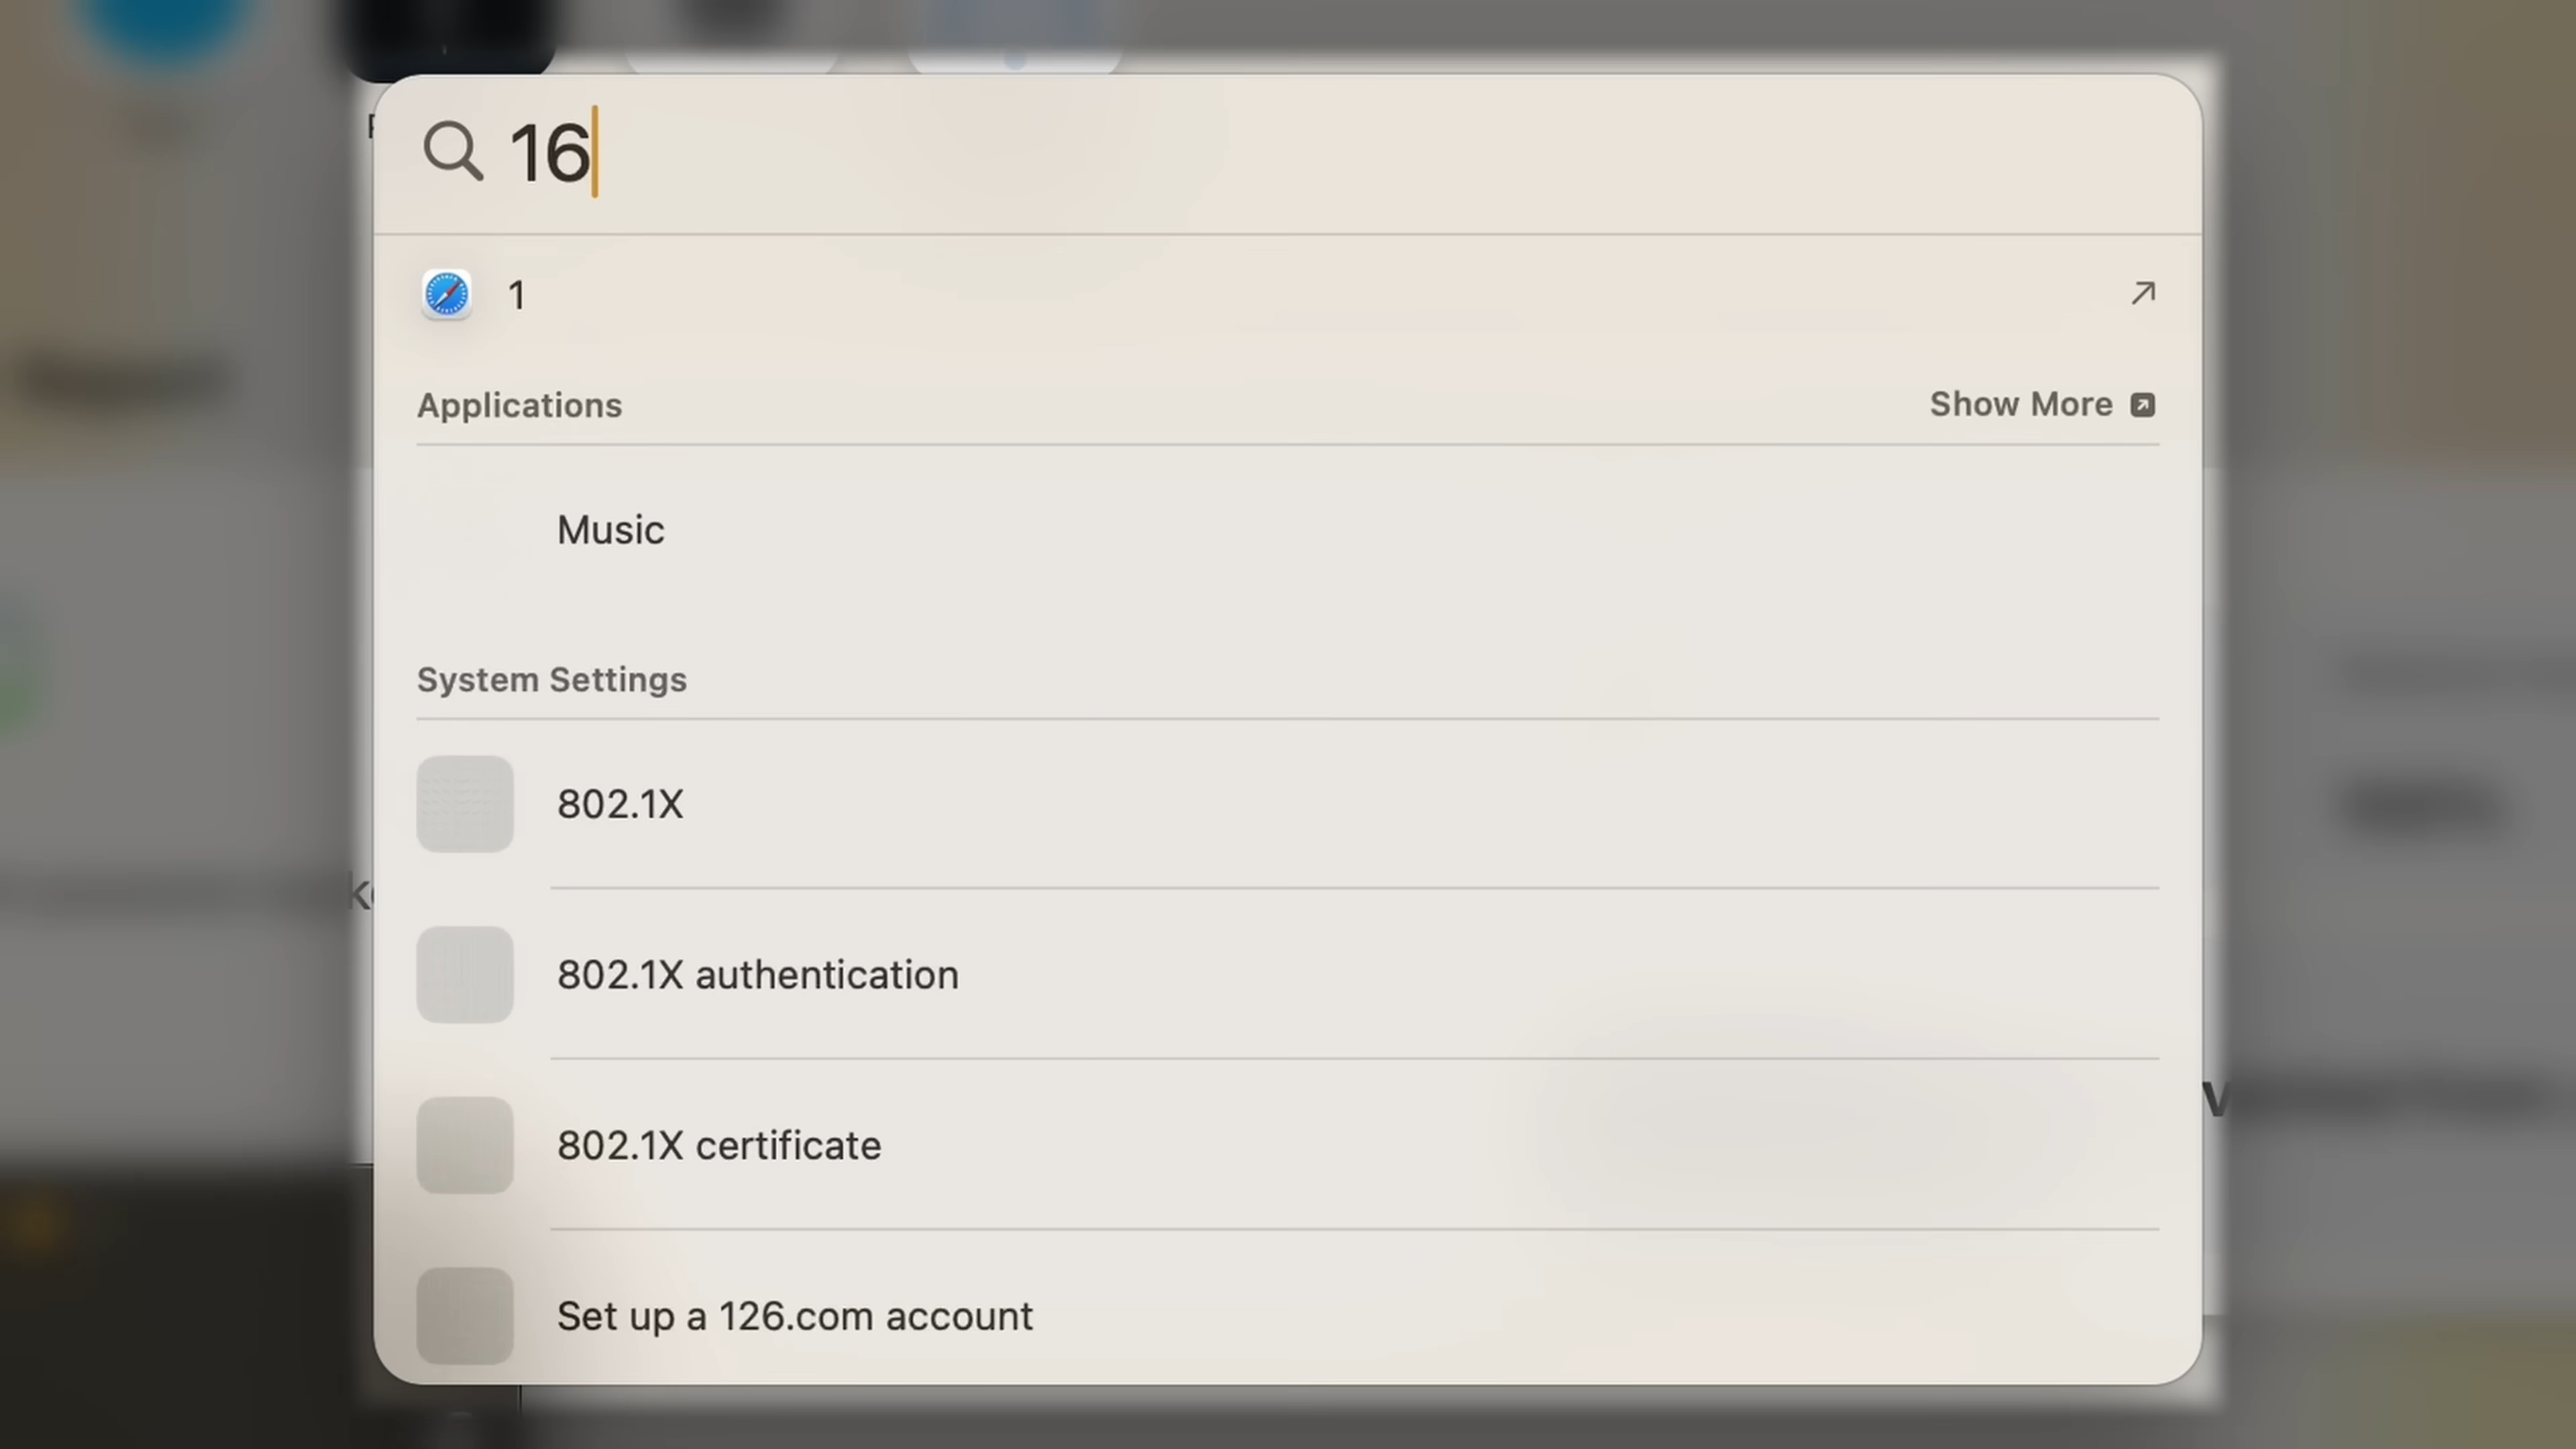 16
1
Applications
Show More
Music
System Settings
802.1X
802.1X authentication
802.1X certificate
Set up a 126.com account